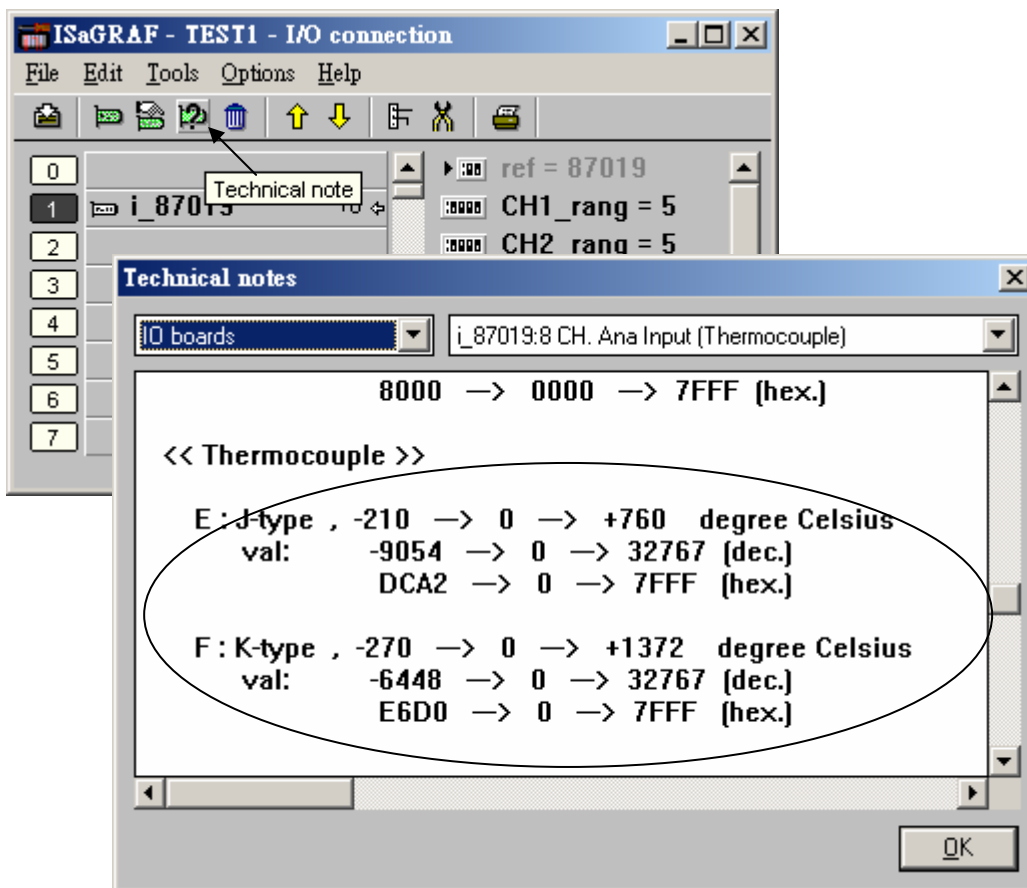 ISaGRAF - TEST1 - I/O connection
File Edit Tools Options Help
0
1
2
3
4
5
6
7
Technical note
ref = 87019
CH1_rang = 5
CH2_rang = 5
Technical notes
IO boards
i_87019:8 CH. Ana Input (Thermocouple)
8000 —> 0000 —> 7FFF (hex.)
<< Thermocouple >>
E : J-type , -210 —> 0 —> +760 degree Celsius
val: -9054 —> 0 —> 32767 (dec.)
DCA2 —> 0 —> 7FFF (hex.)
F : K-type , -270 —> 0 —> +1372 degree Celsius
val: -6448 —> 0 —> 32767 (dec.)
E6D0 —> 0 —> 7FFF (hex.)
OK